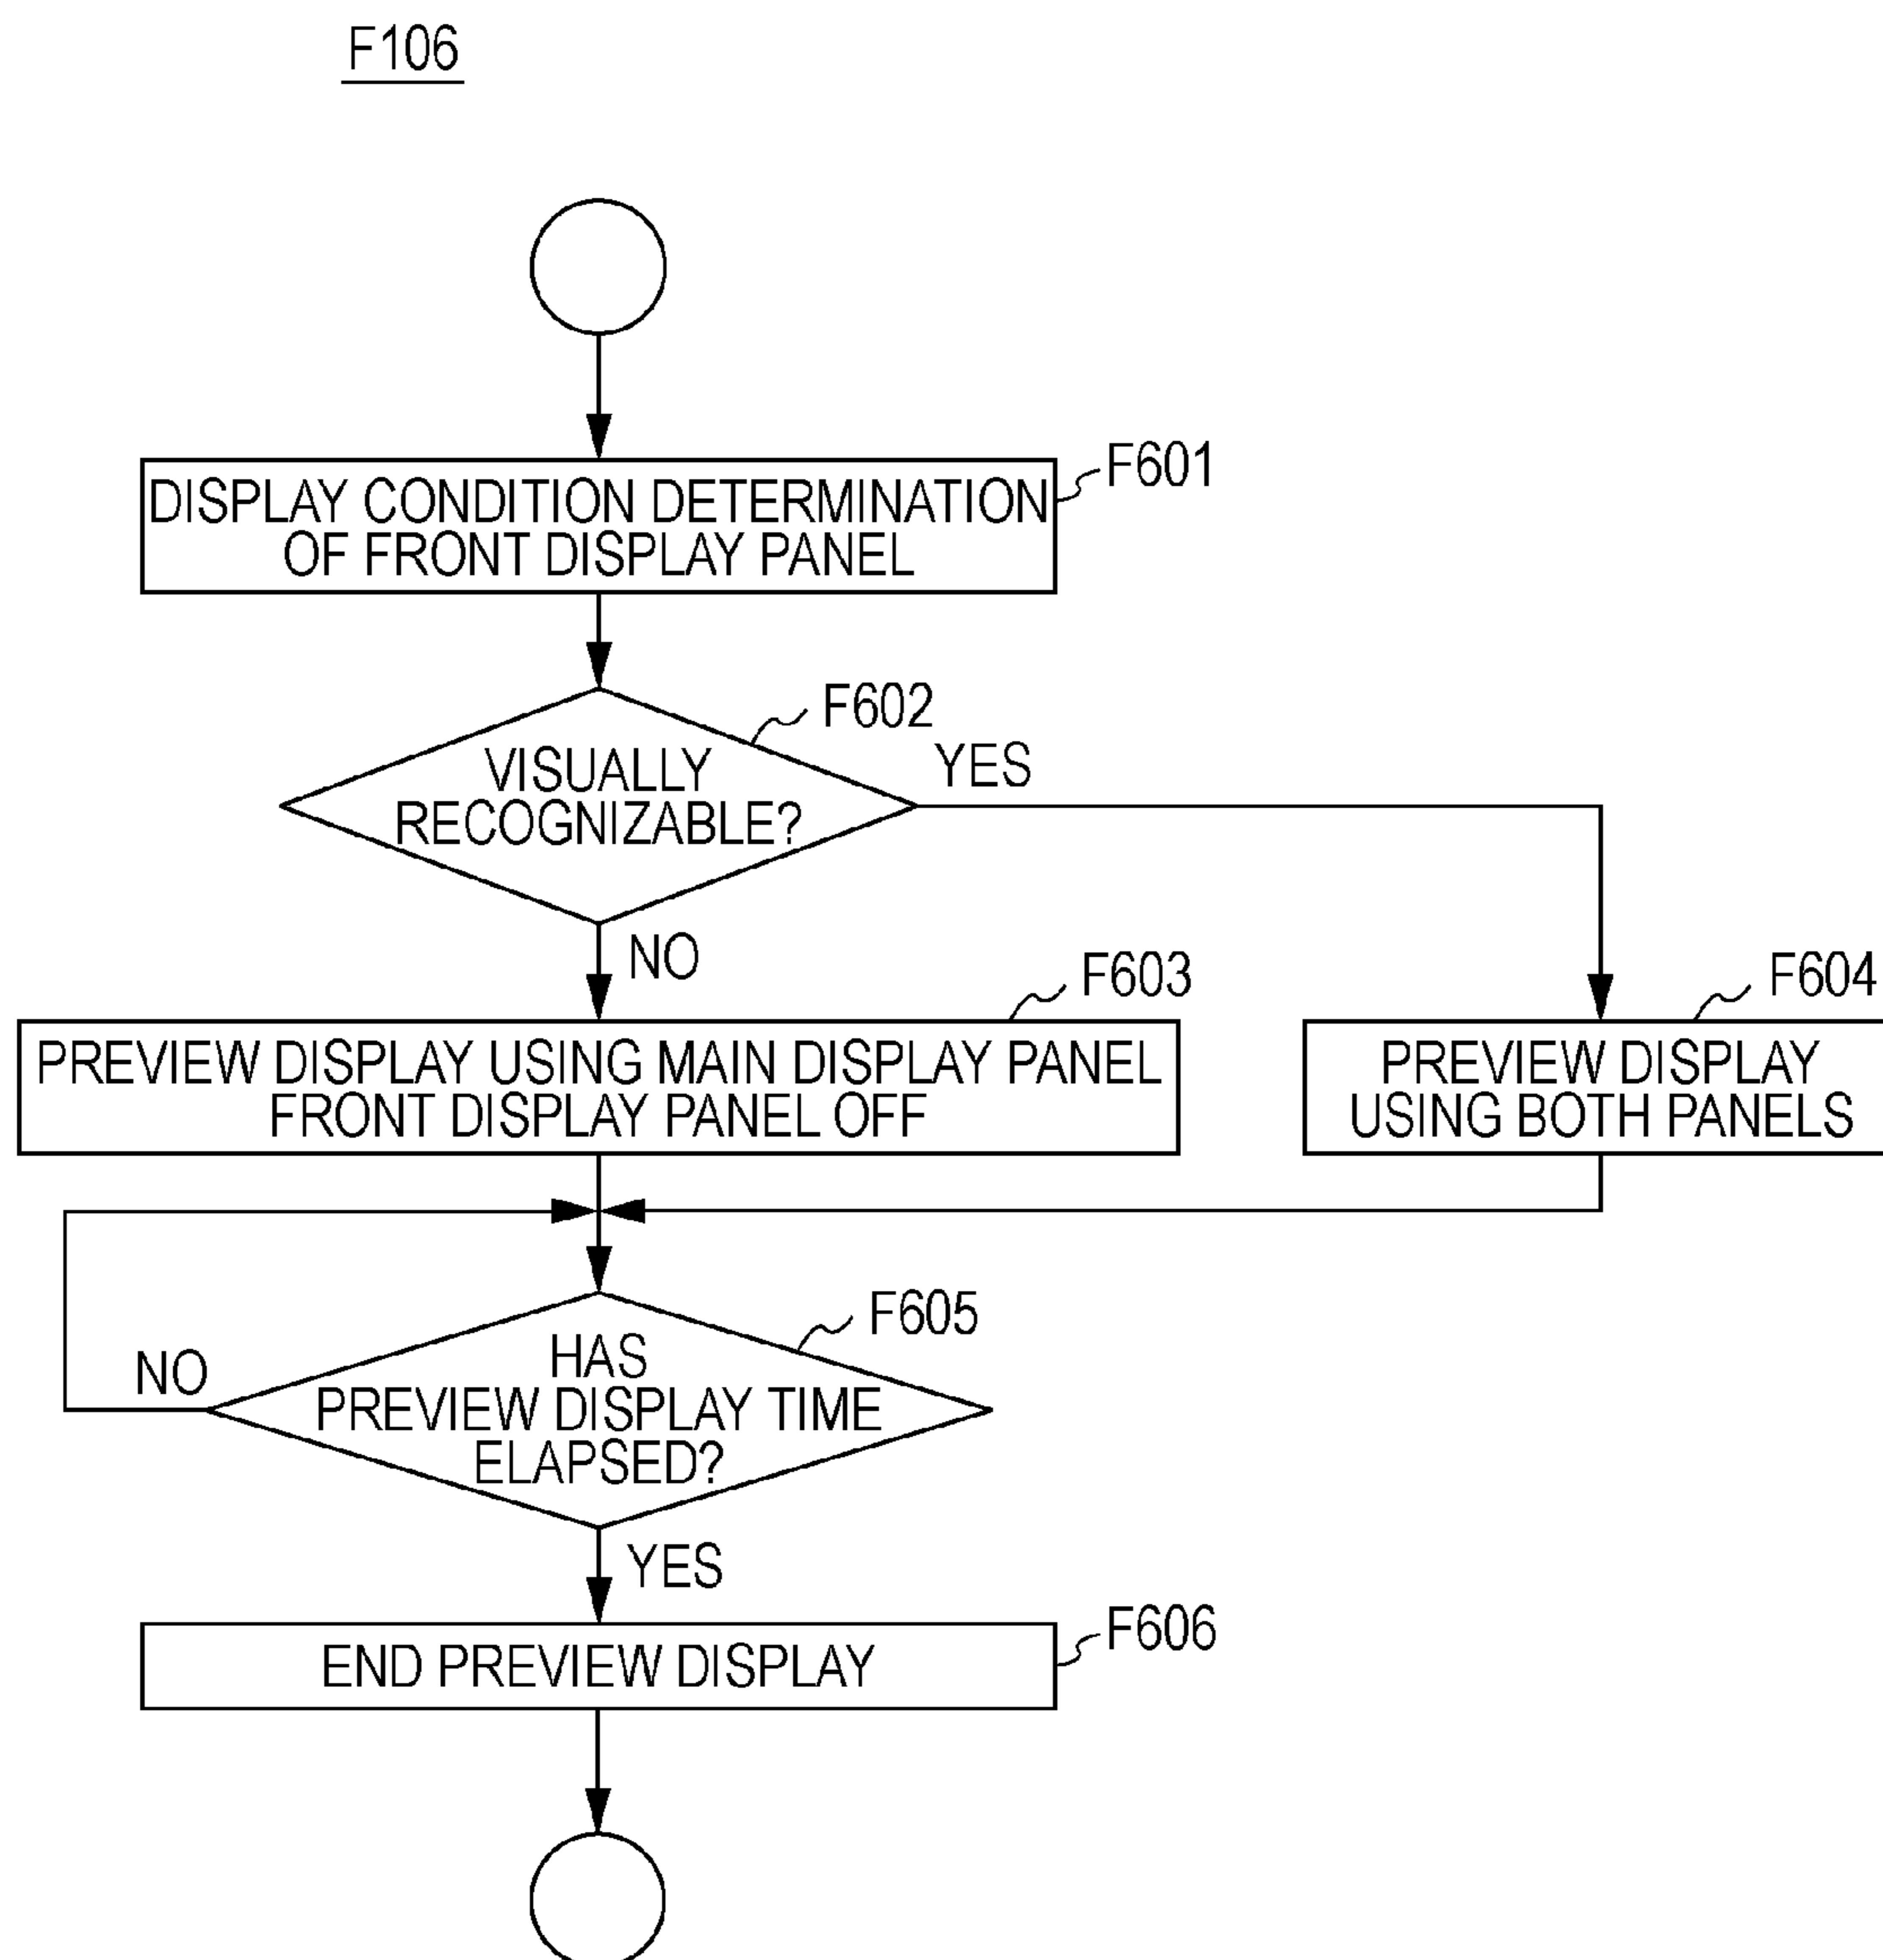 F106
F601
DISPLAY CONDITION DETERMINATION
OF FRONT DISPLAY PANEL
F602
VISUALLY
RECOGNIZABLE?
YES
NO
F603
PREVIEW DISPLAY USING MAIN DISPLAY PANEL
FRONT DISPLAY PANEL OFF
F604
PREVIEW DISPLAY
USING BOTH PANELS
F605
HAS
PREVIEW DISPLAY TIME
ELAPSED?
NO
YES
F606
END PREVIEW DISPLAY